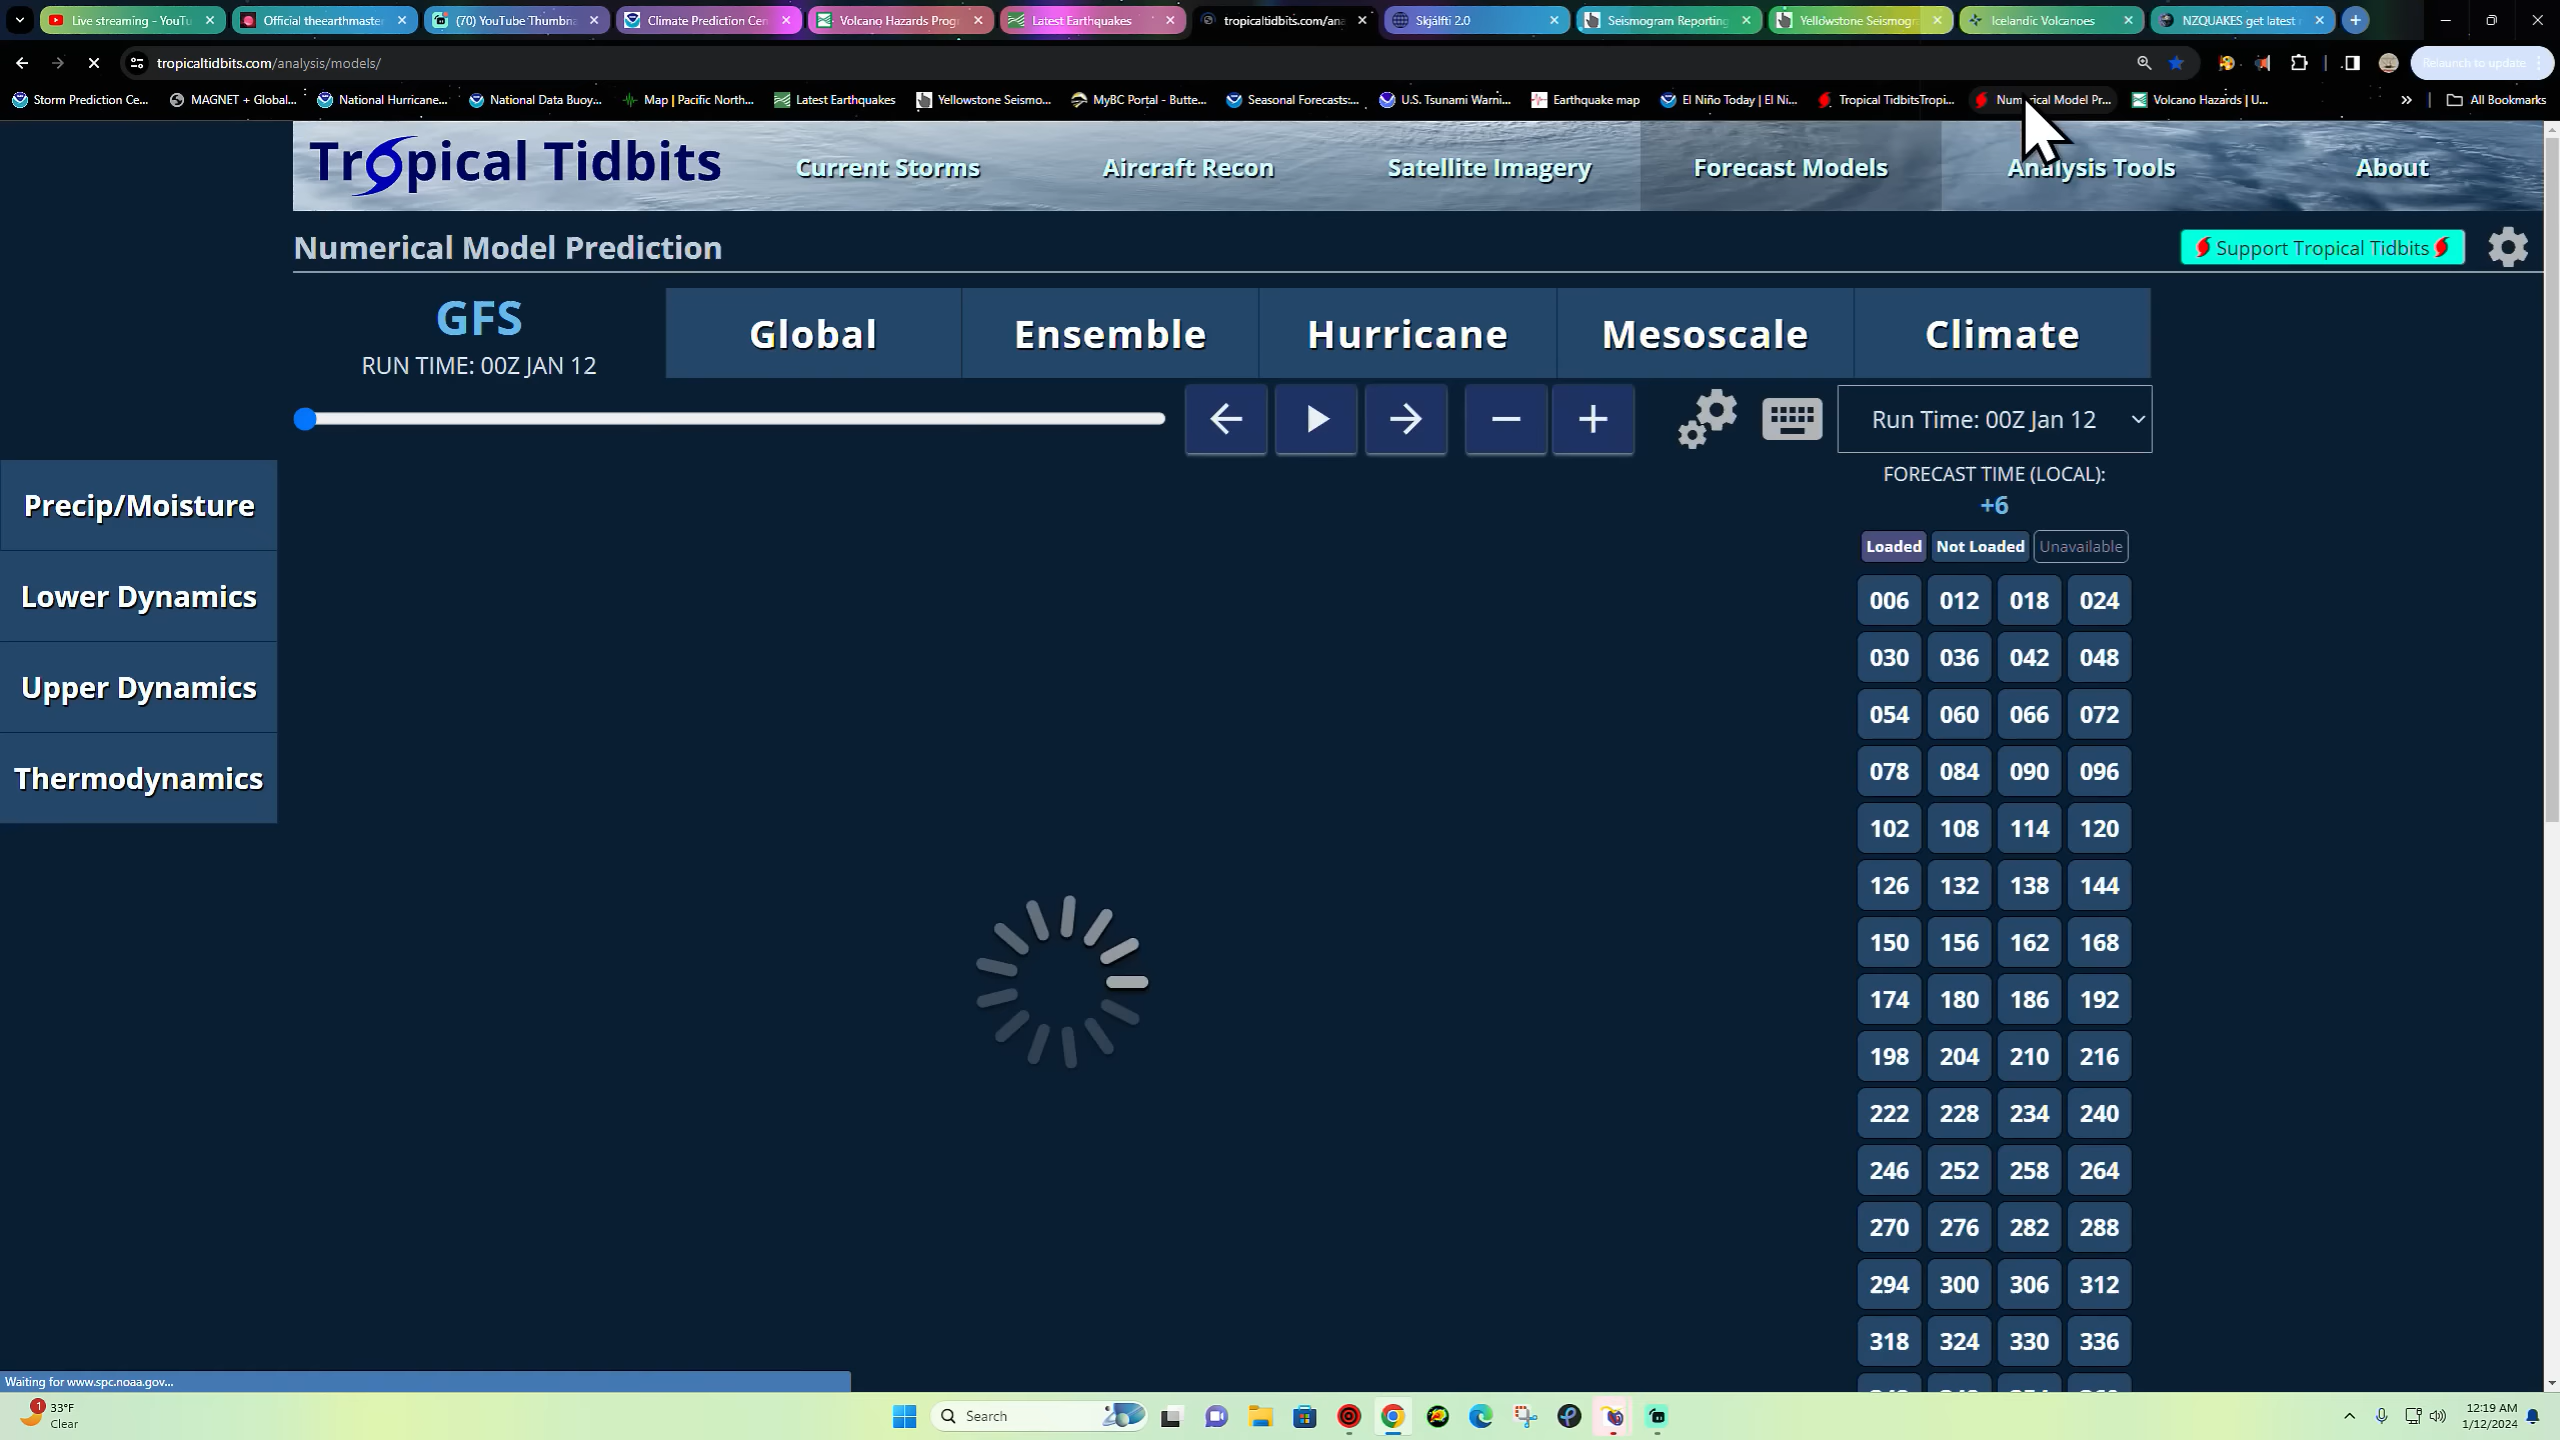 Live streaming - YouTu
Official theearthmaster
(70) YouTube Thumbna
Climate Prediction Cen
Volcano Hazards Prog
Latest Earthquakes
tropicaltidbits.com/ana
Skjálfti 2.0
Seismogram Reporting
Yellowstone Seismogr
Icelandic Volcanoes
NZQUAKES get latest
tropicaltidbits.com/analysis/models/
Relaunch to update
Storm Prediction Ce...
MAGNET + Global...
National Hurricane...
National Data Buoy...
Map | Pacific North...
Latest Earthquakes
Yellowstone Seismo...
MyBC Portal - Butte...
Seasonal Forecasts:...
U.S. Tsunami Warni...
Earthquake map
El Niño Today | El Ni...
Tropical TidbitsTropi...
Numerical Model Pr...
Volcano Hazards | U...
All Bookmarks
Tropical Tidbits
Current Storms
Aircraft Recon
Satellite Imagery
Forecast Models
Analysis Tools
About
Numerical Model Prediction
Support Tropical Tidbits
GFS
RUN TIME: 00Z JAN 12
Global
Ensemble
Hurricane
Mesoscale
Climate
Run Time: 00Z Jan 12
FORECAST TIME (LOCAL):
+6
Loaded Not Loaded Unavailable
Precip/Moisture
Lower Dynamics
Upper Dynamics
Thermodynamics
006 012 018 024
030 036 042 048
054 060 066 072
078 084 090 096
102 108 114 120
126 132 138 144
150 156 162 168
174 180 186 192
198 204 210 216
222 228 234 240
246 252 258 264
270 276 282 288
294 300 306 312
318 324 330 336
Waiting for www.spc.noaa.gov...
1
33°F
Clear
Search
12:19 AM
1/12/2024